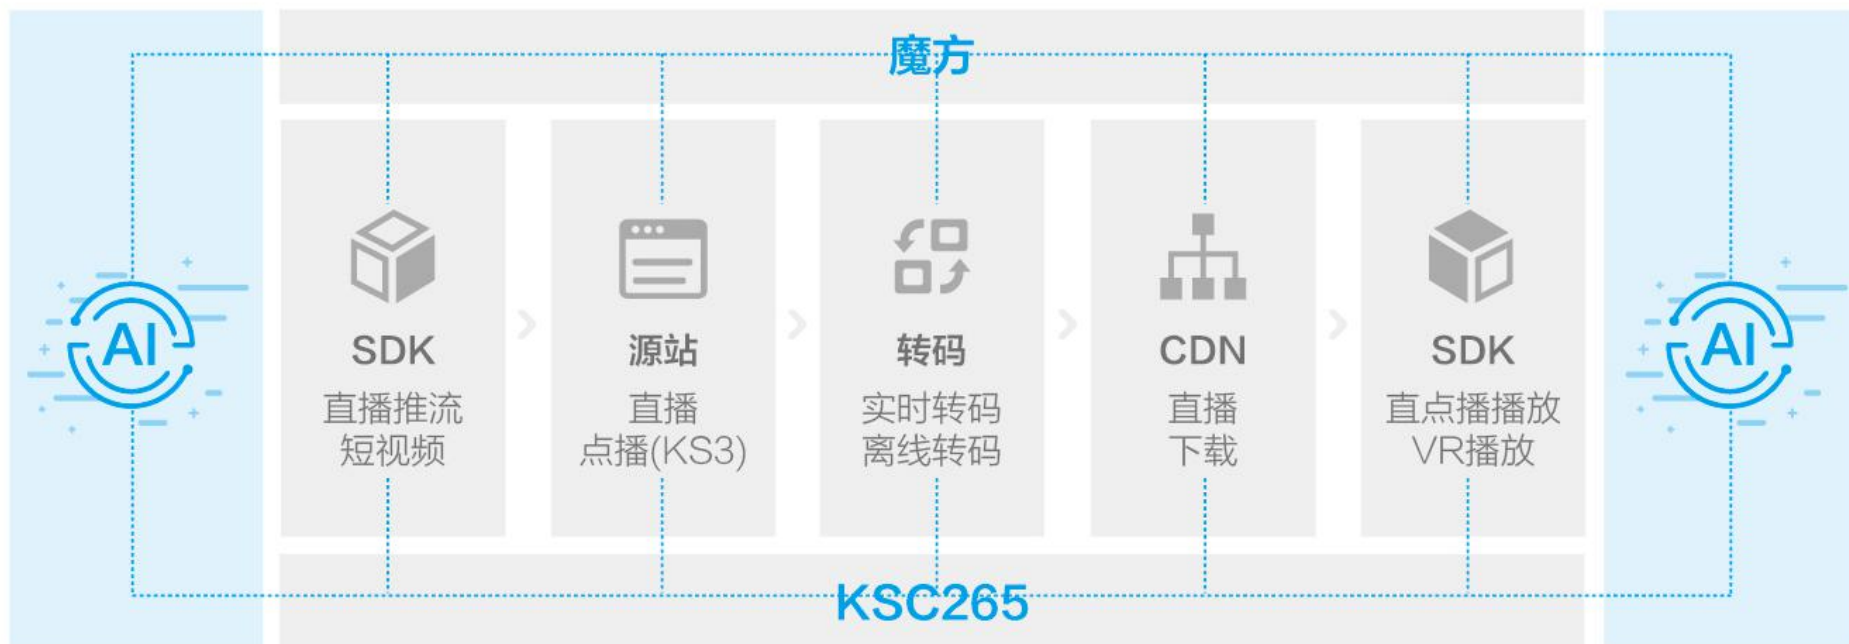 魔方
AI
SDK
直播推流
短视频
源站
直播
点播(KS3)
转码
实时转码
离线转码
CDN
直播
下载
SDK
直点播播放
VR播放
AI
KSC265